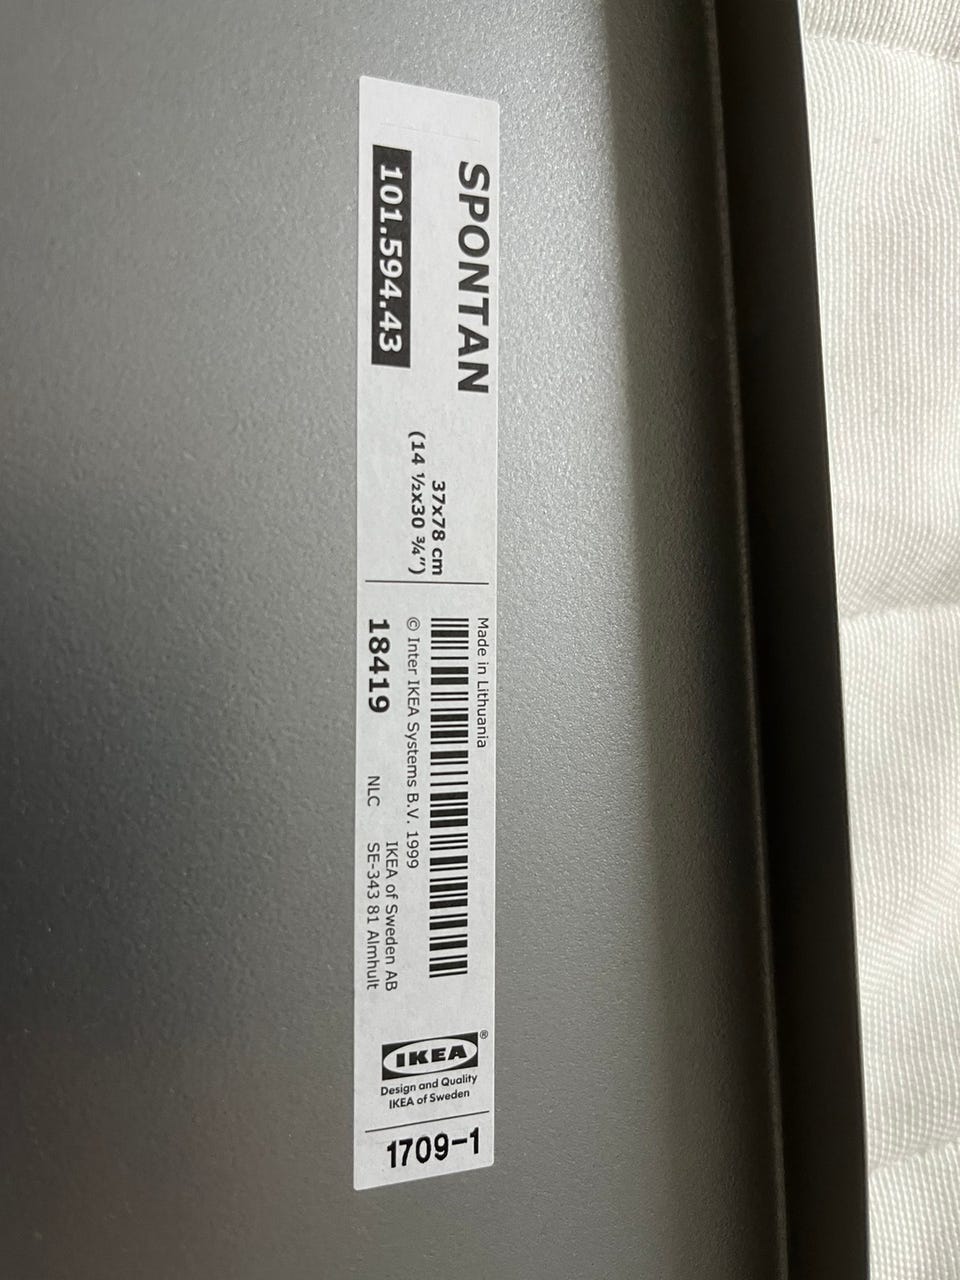 SPONTAN
101.594.43
37x78 cm
(14 ½x30 ¾")
Made in Lithuania
© Inter IKEA Systems B.V. 1999
18419
NLC
IKEA of Sweden AB
SE-343 81 Almhult
IKEA®
Design and Quality
IKEA of Sweden
1709-1